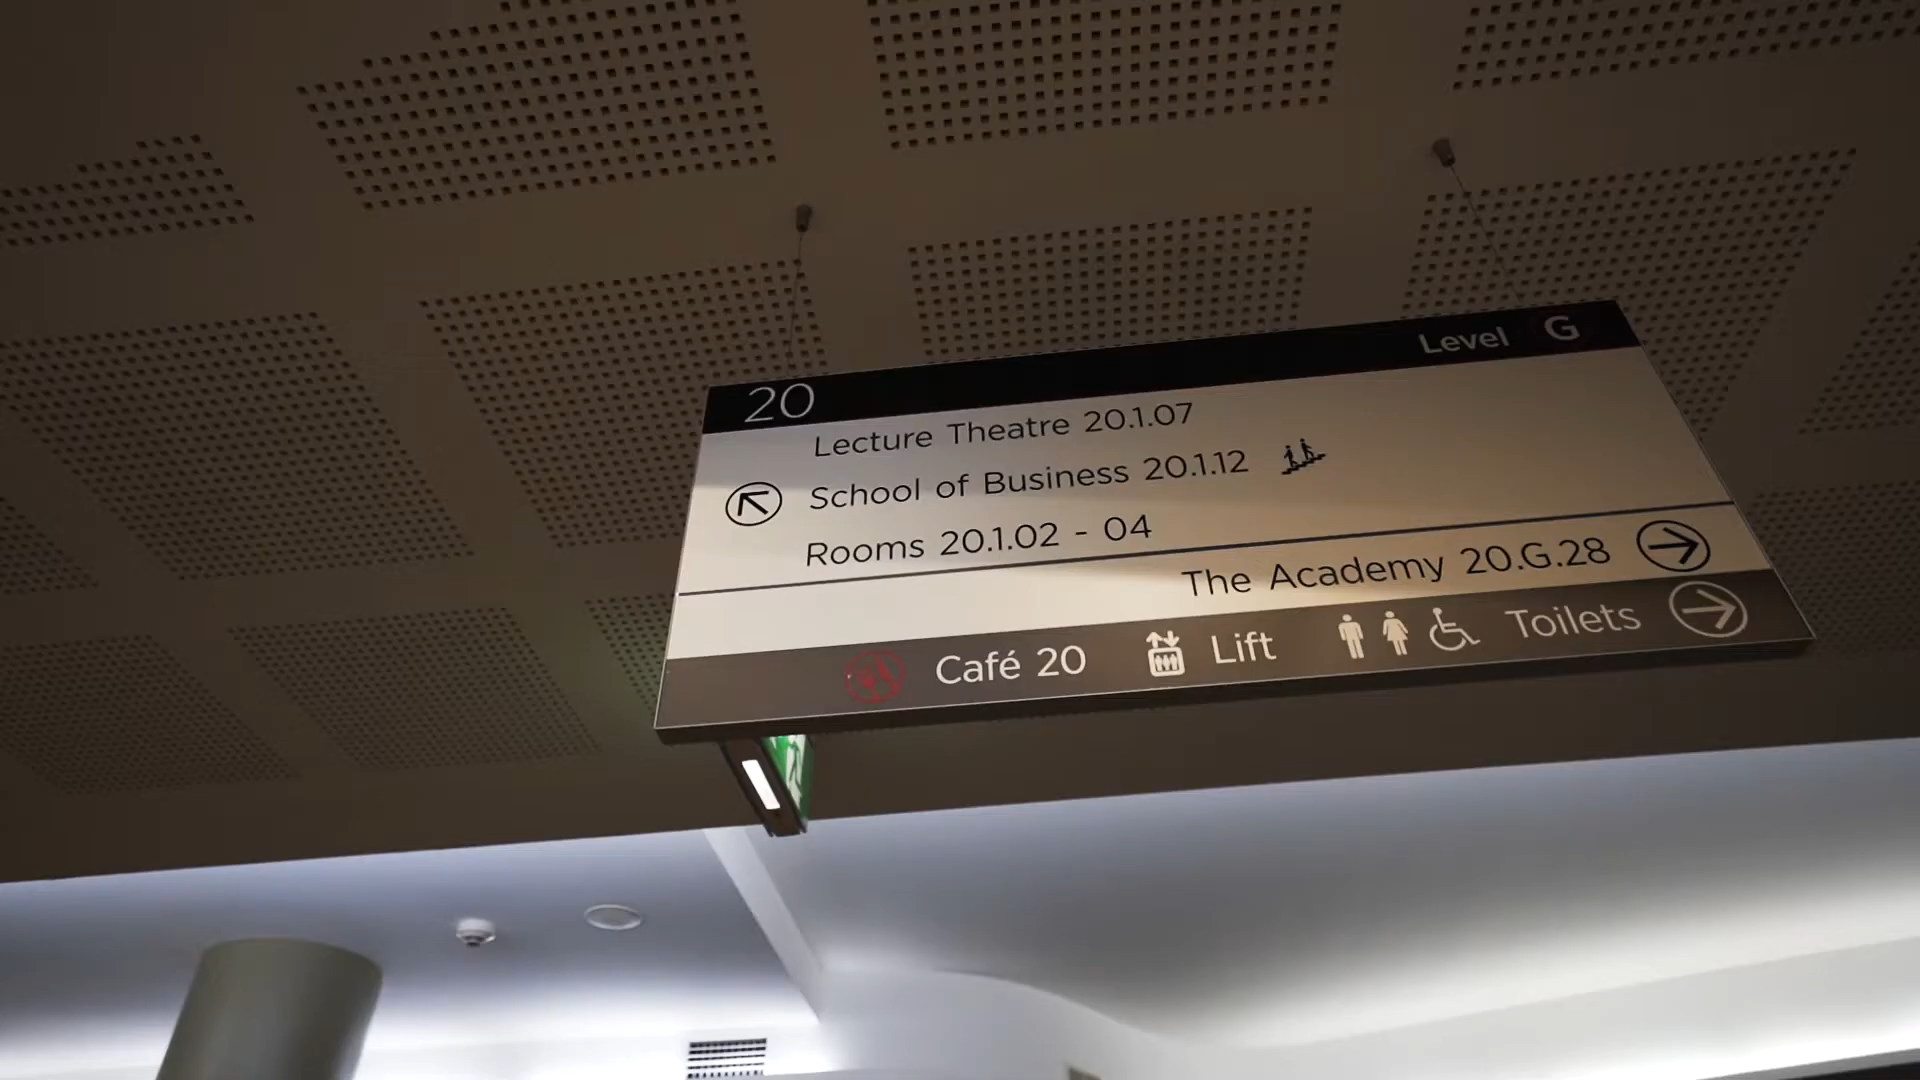 20 Level G
Lecture Theatre 20.1.07
School of Business 20.1.12
Rooms 20.1.02 - 04
The Academy 20.G.28
Café 20 Lift Toilets